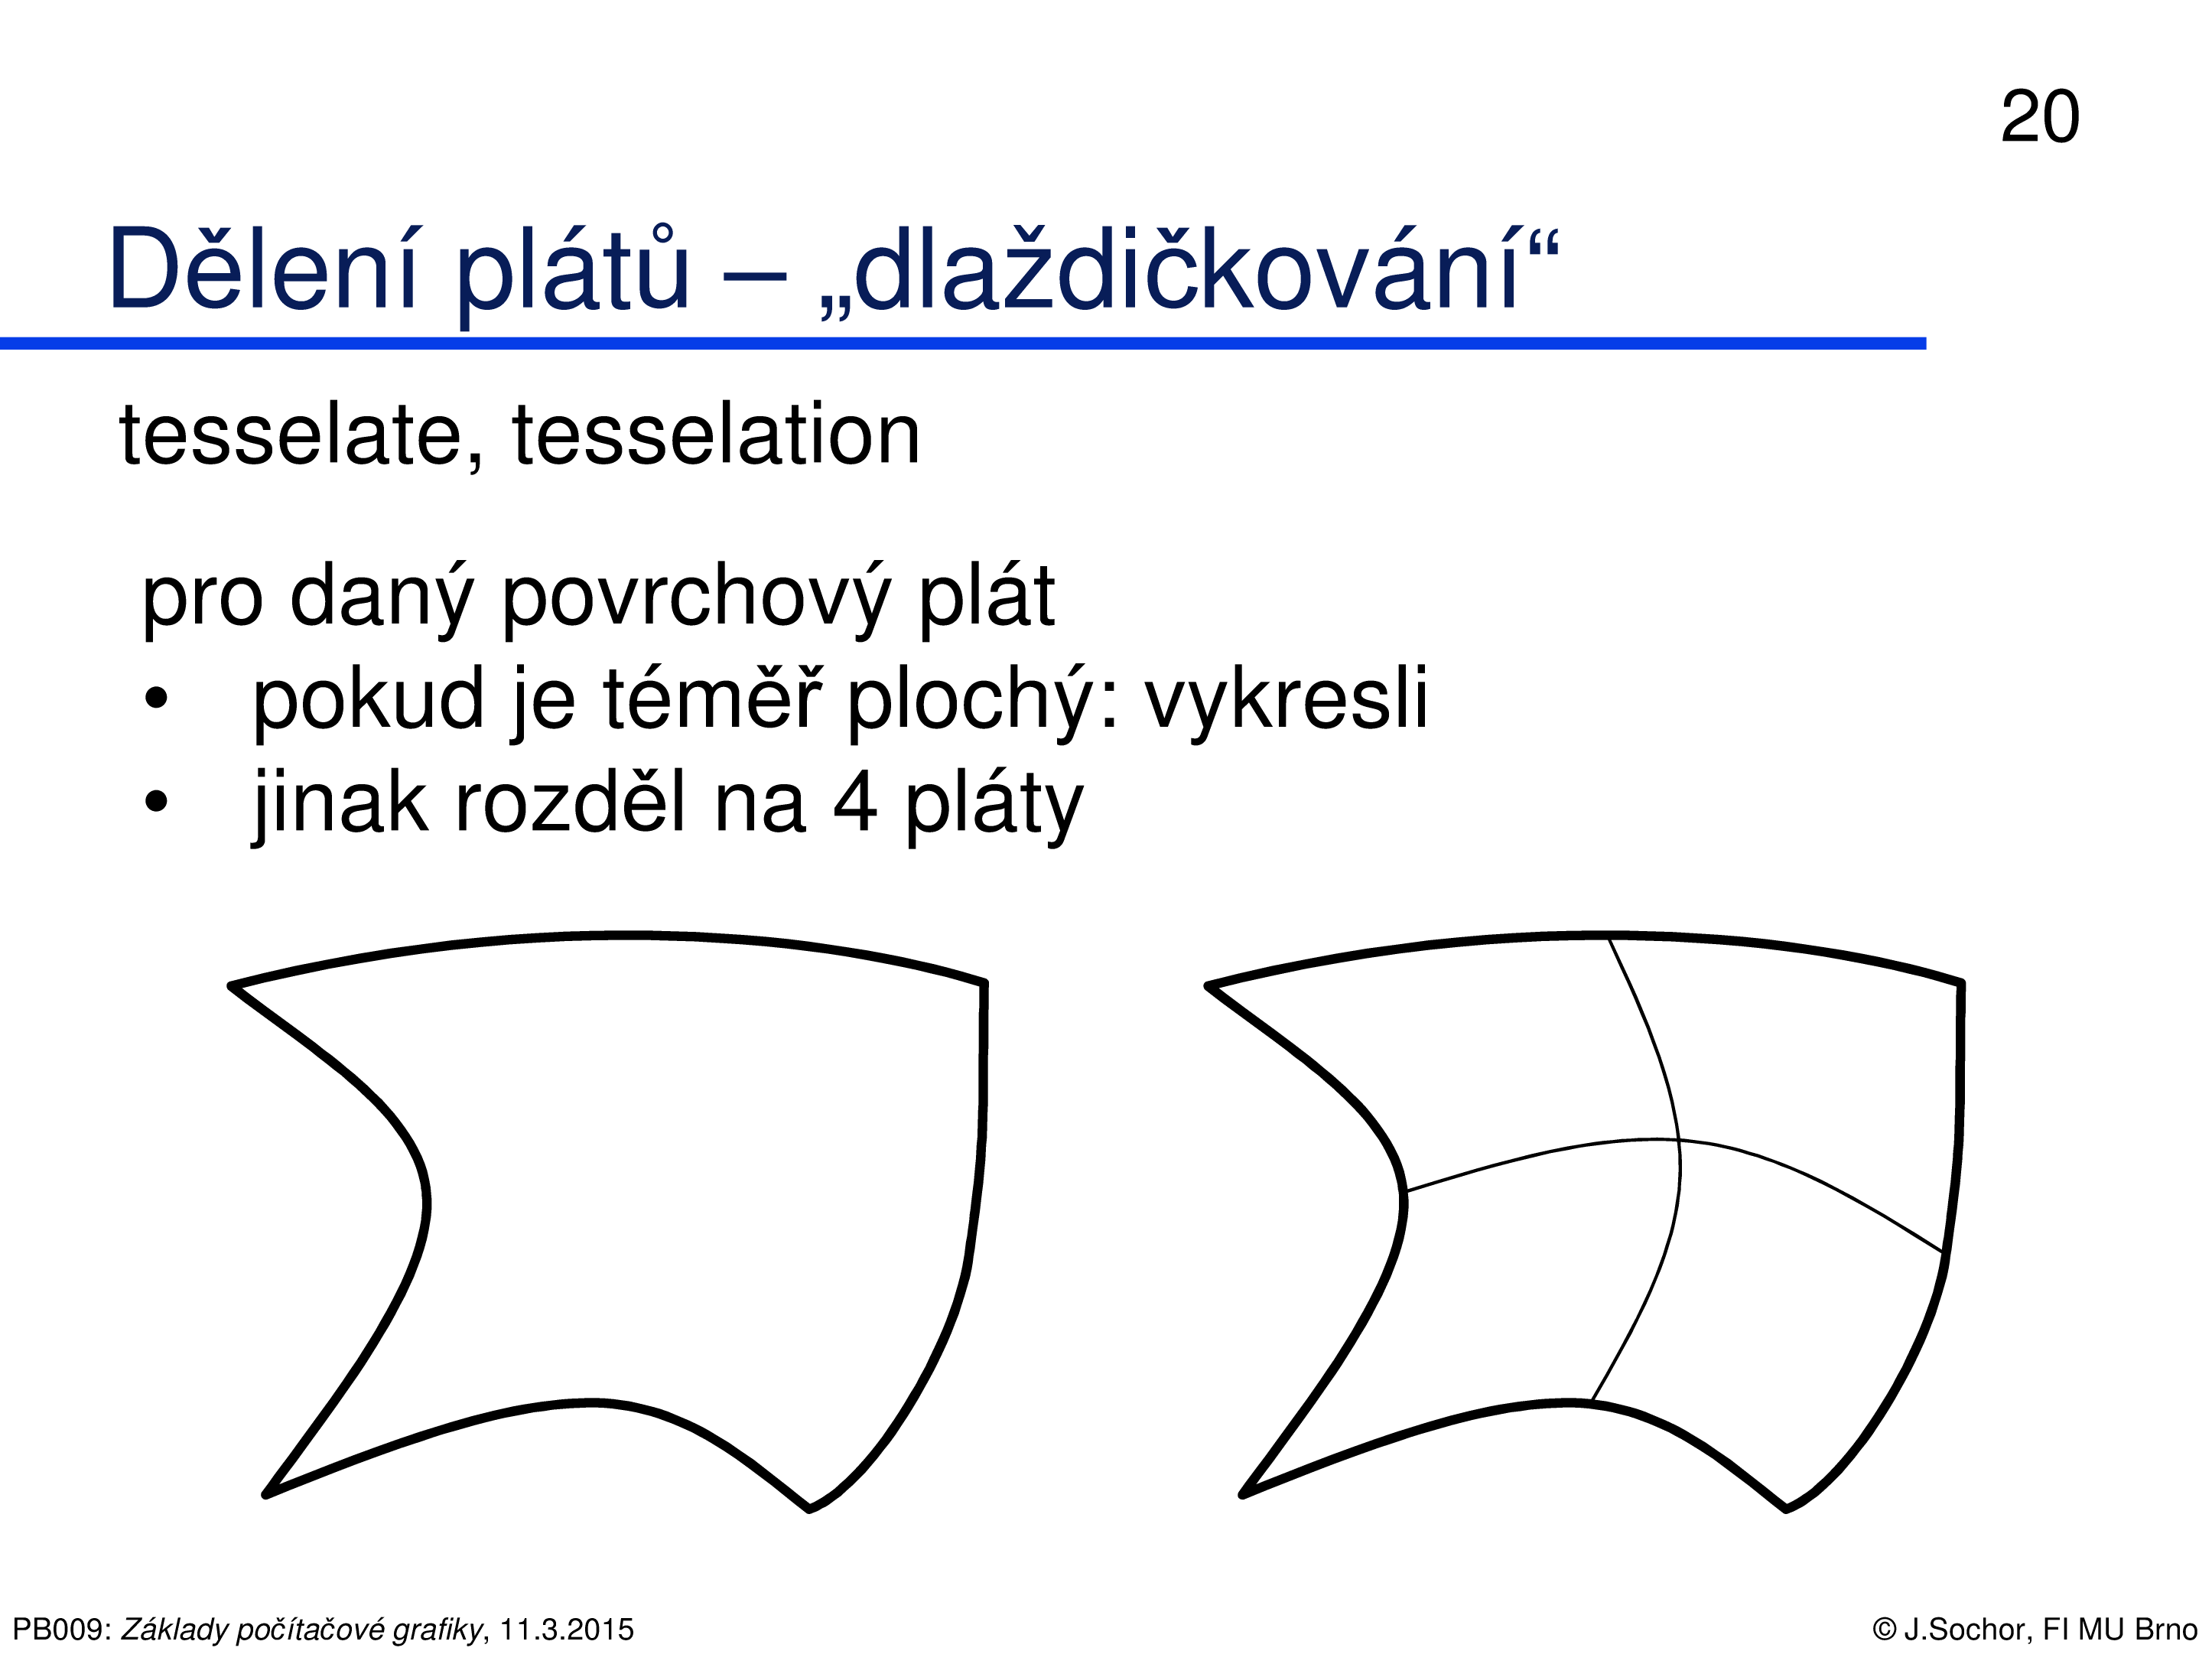 20
Dělení plátů – „dlaždičkování“
tesselate, tesselation
pro daný povrchový plát
• pokud je téměř plochý: vykresli
• jinak rozděl na 4 pláty
PB009: Základy počítačové grafiky, 11.3.2015
© J.Sochor, FI MU Brno